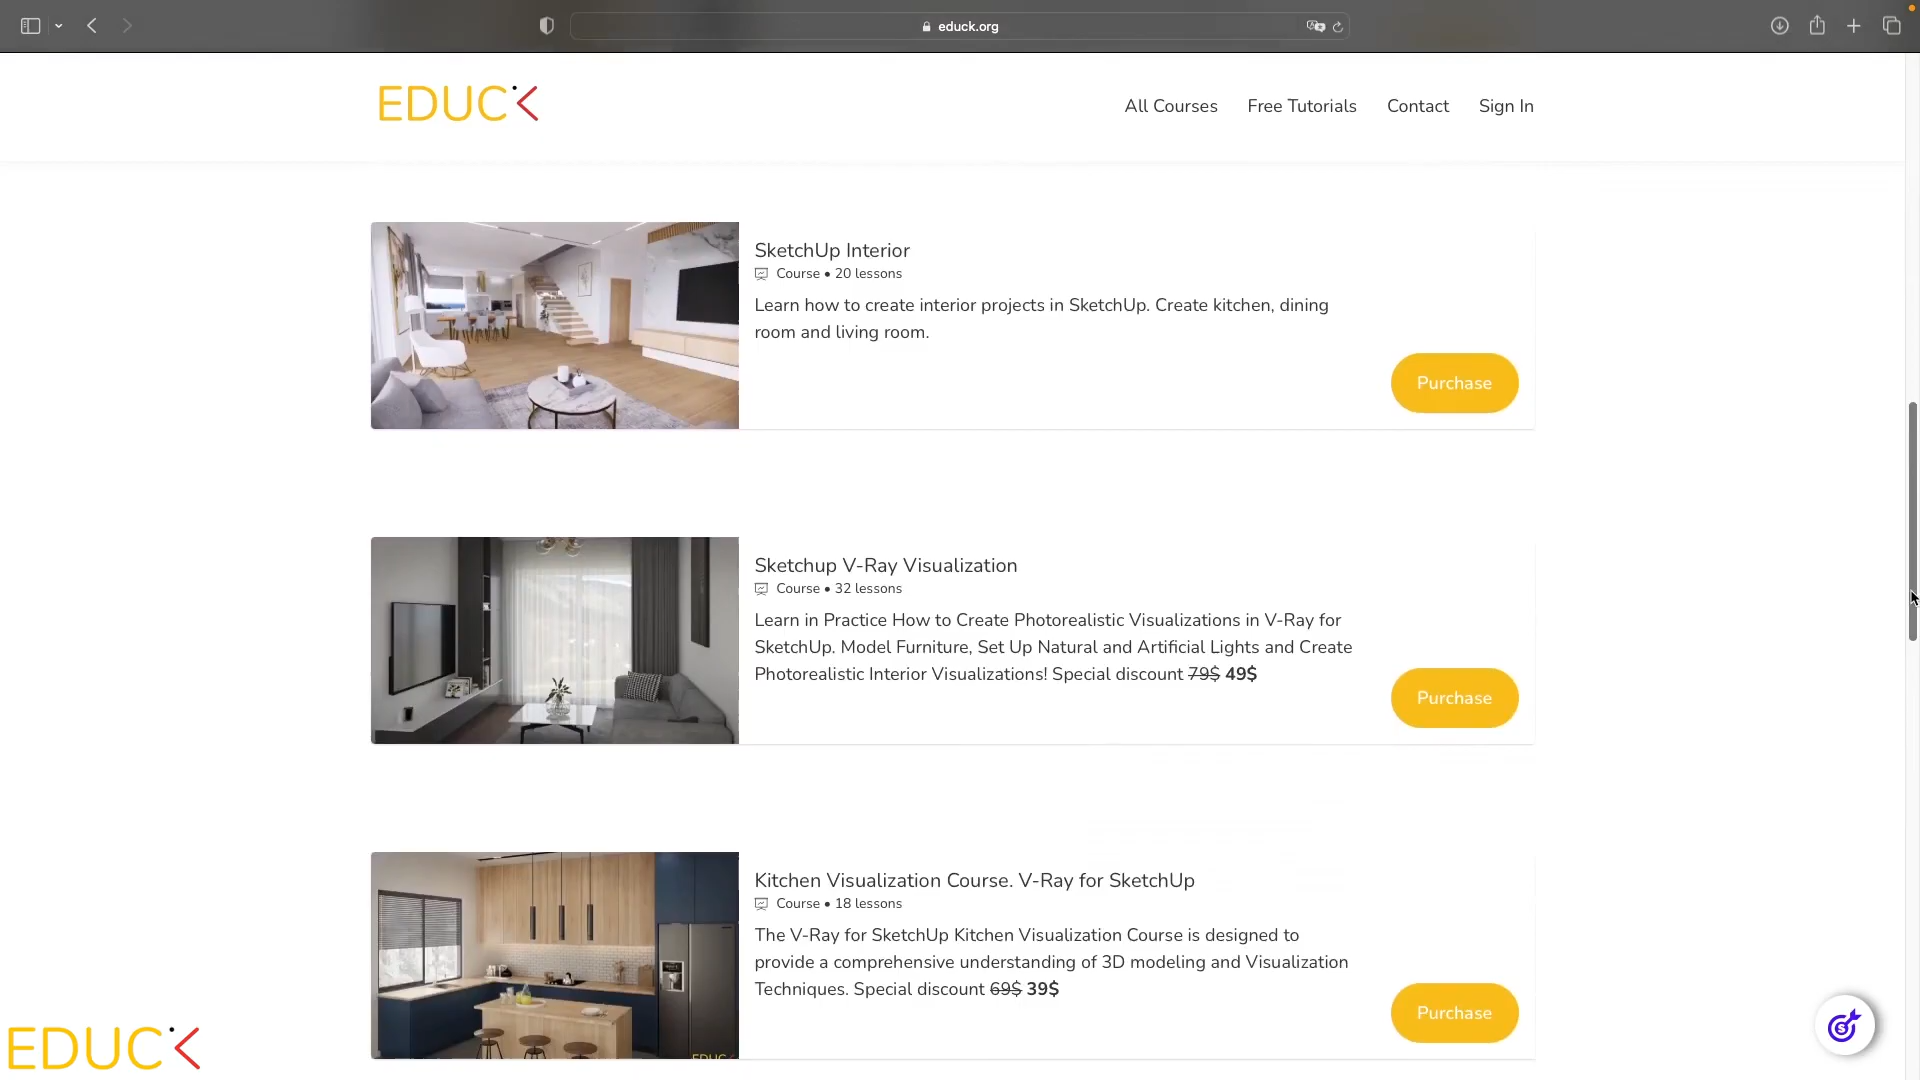 educk.org
EDUCK
All Courses Free Tutorials Contact Sign In
SketchUp Interior
Course • 20 lessons
Learn how to create interior projects in SketchUp. Create kitchen, dining
room and living room.
Purchase
Sketchup V-Ray Visualization
Course • 32 lessons
Learn in Practice How to Create Photorealistic Visualizations in V-Ray for
SketchUp. Model Furniture, Set Up Natural and Artificial Lights and Create
Photorealistic Interior Visualizations! Special discount 79$ 49$
Purchase
Kitchen Visualization Course. V-Ray for SketchUp
Course • 18 lessons
The V-Ray for SketchUp Kitchen Visualization Course is designed to
provide a comprehensive understanding of 3D modeling and Visualization
Techniques. Special discount 69$ 39$
Purchase
EDUCK